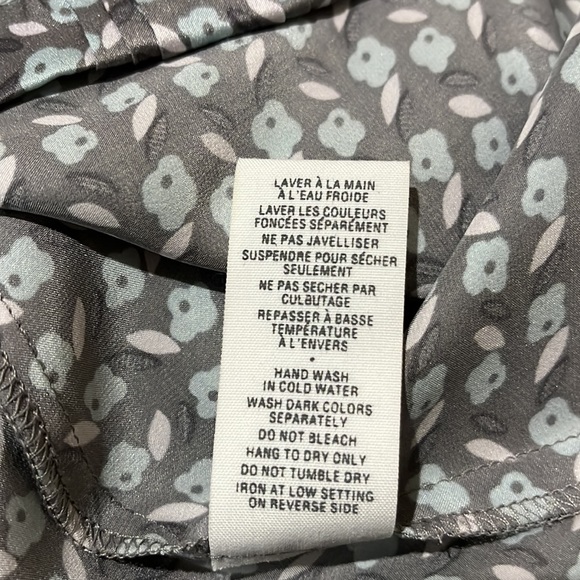 LAVER À LA MAIN
À L'EAU FROIDE
LAVER LES COULEURS
FONCÉES SÉPARÉMENT
NE PAS JAVELLISER
SUSPENDRE POUR SÉCHER
SEULEMENT
NE PAS SECHER PAR
CULBUTAGE
REPASSER À BASSE
TEMPÉRATURE
À L'ENVERS
•
HAND WASH
IN COLD WATER
WASH DARK COLORS
SEPARATELY
DO NOT BLEACH
HANG TO DRY ONLY
DO NOT TUMBLE DRY
IRON AT LOW SETTING
ON REVERSE SIDE